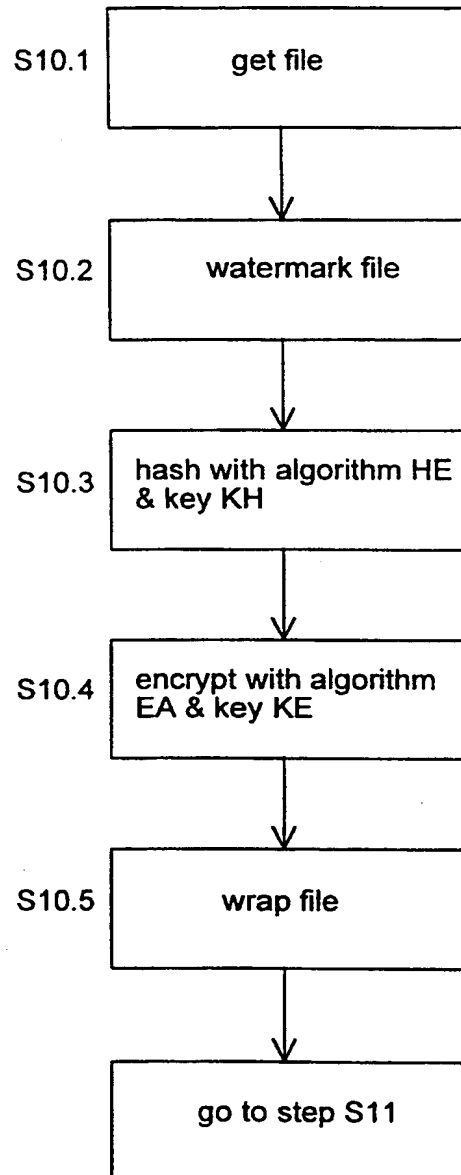 S10.1
get file
S10.2
watermark file
S10.3
hash with algorithm HE
& key KH
S10.4
encrypt with algorithm
EA & key KE
S10.5
wrap file
go to step S11